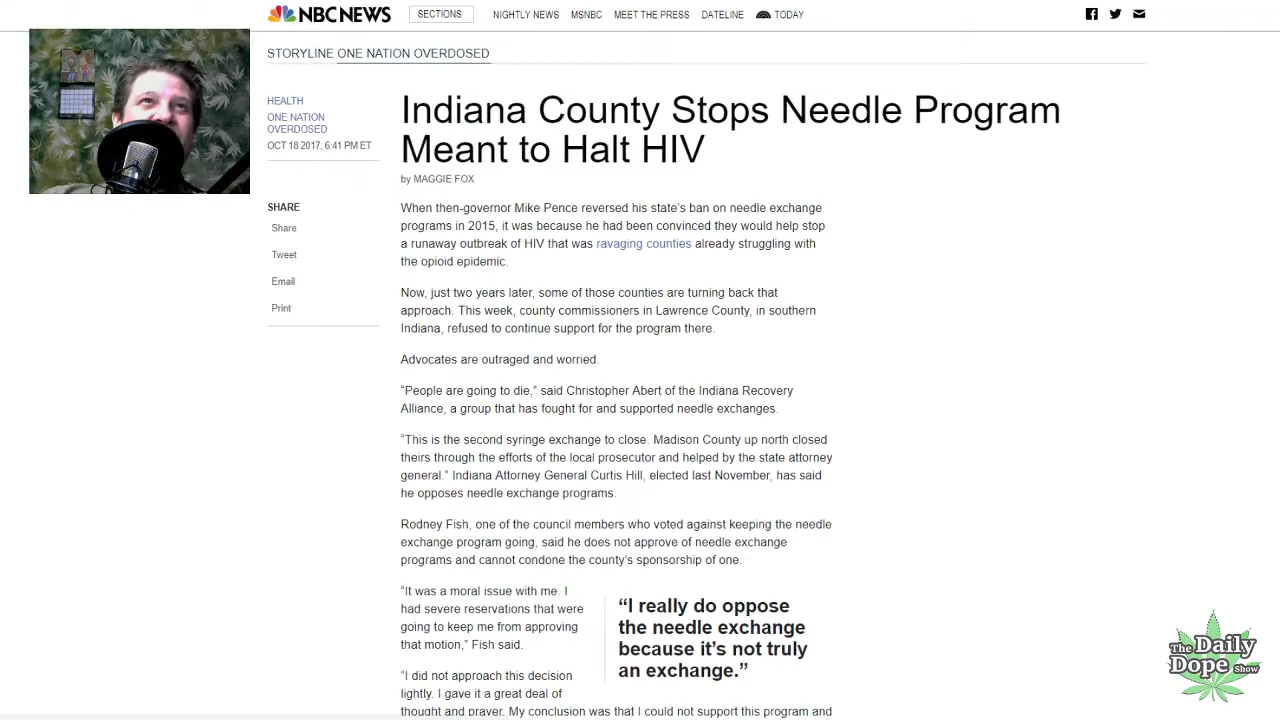 NBC NEWS
SECTIONS
NIGHTLY NEWS MSNBC MEET THE PRESS DATELINE TODAY
STORYLINE ONE NATION OVERDOSED
HEALTH
ONE NATION
OVERDOSED
OCT 18 2017, 6:41 PM ET
SHARE
Share
Tweet
Email
Print
Indiana County Stops Needle Program
Meant to Halt HIV
by MAGGIE FOX
When then-governor Mike Pence reversed his state's ban on needle exchange
programs in 2015, it was because he had been convinced they would help stop
a runaway outbreak of HIV that was ravaging counties already struggling with
the opioid epidemic.
Now, just two years later, some of those counties are turning back that
approach. This week, county commissioners in Lawrence County, in southern
Indiana, refused to continue support for the program there.
Advocates are outraged and worried.
“People are going to die,” said Christopher Abert of the Indiana Recovery
Alliance, a group that has fought for and supported needle exchanges.
“This is the second syringe exchange to close. Madison County up north closed
theirs through the efforts of the local prosecutor and helped by the state attorney
general.” Indiana Attorney General Curtis Hill, elected last November, has said
he opposes needle exchange programs.
Rodney Fish, one of the council members who voted against keeping the needle
exchange program going, said he does not approve of needle exchange
programs and cannot condone the county's sponsorship of one.
“It was a moral issue with me. I
had severe reservations that were
going to keep me from approving
that motion,” Fish said.
“I did not approach this decision
lightly. I gave it a great deal of
thought and prayer. My conclusion was that I could not support this program and
“I really do oppose
the needle exchange
because it's not truly
an exchange.”
The Daily
Dope Show